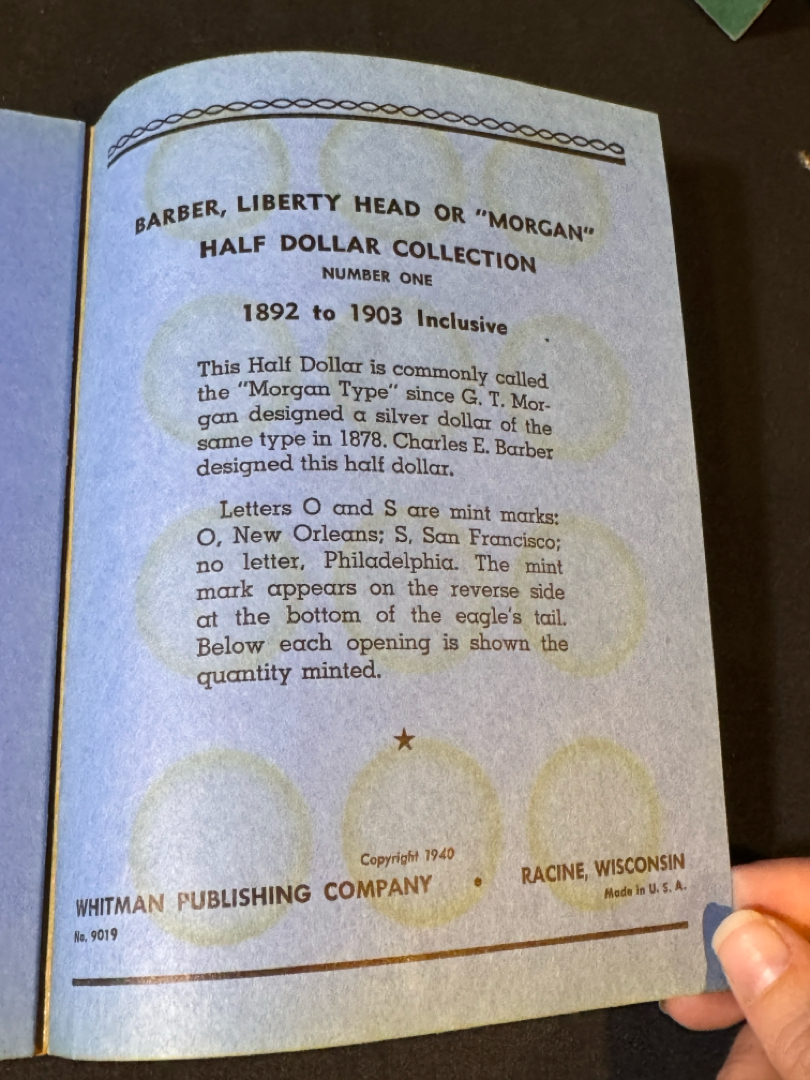 BARBER, LIBERTY HEAD OR "MORGAN"
HALF DOLLAR COLLECTION
NUMBER ONE
1892 to 1903 Inclusive
This Half Dollar is commonly called
the "Morgan Type" since G. T. Mor-
gan designed a silver dollar of the
same type in 1878. Charles E. Barber
designed this half dollar.
Letters O and S are mint marks:
O, New Orleans; S, San Francisco;
no letter, Philadelphia. The mint
mark appears on the reverse side
at the bottom of the eagle's tail.
Below each opening is shown the
quantity minted.
Copyright 1940
WHITMAN PUBLISHING COMPANY • RACINE, WISCONSIN
No. 9019
Made in U. S. A.